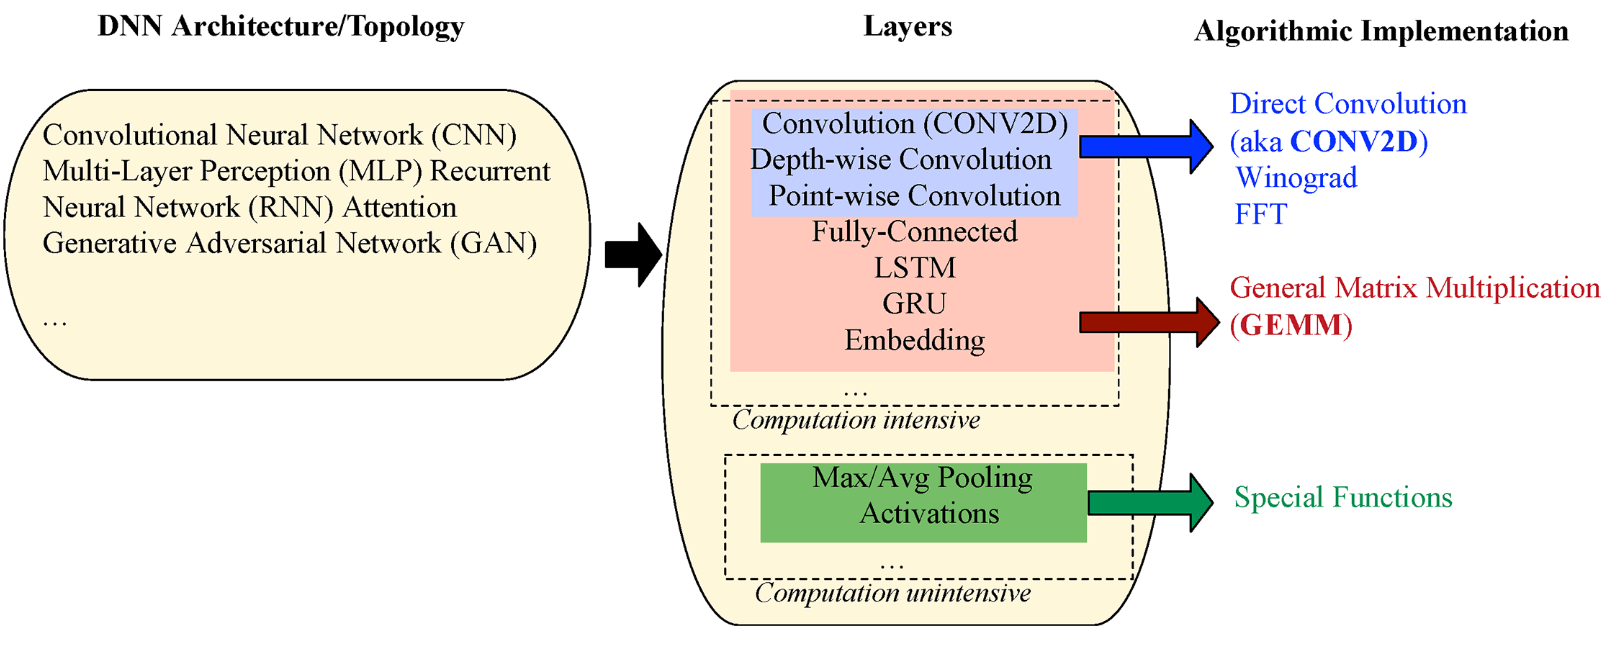 DNN Architecture/Topology
Convolutional Neural Network (CNN)
Multi-Layer Perception (MLP) Recurrent
Neural Network (RNN) Attention
Generative Adversarial Network (GAN)
…
Layers
Convolution (CONV2D)
Depth-wise Convolution
Point-wise Convolution
Fully-Connected
LSTM
GRU
Embedding
…
Computation intensive
Max/Avg Pooling
Activations
…
Computation unintensive
Algorithmic Implementation
Direct Convolution
(aka CONV2D)
Winograd
FFT
General Matrix Multiplication
(GEMM)
Special Functions